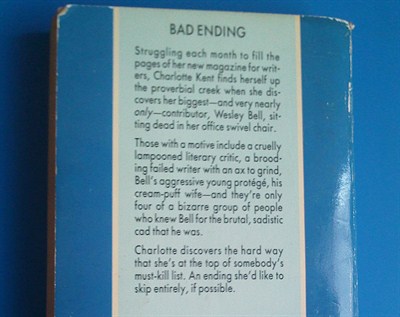 BAD ENDING
Struggling each month to fill the
pages of her new magazine for writ-
ers, Charlotte Kent finds herself up
the proverbial creek when she dis-
covers her biggest—and very nearly
only—contributor, Wesley Bell, sit-
ting dead in her office swivel chair.
Those with a motive include a cruelly
lampooned literary critic, a brood-
ing failed writer with an ax to grind,
Bell's aggressive young protégé, his
cream-puff wife—and they're only
four of a bizarre group of people
who knew Bell for the brutal, sadistic
cad that he was.
Charlotte discovers the hard way
that she's at the top of somebody's
must-kill list. An ending she'd like to
skip entirely, if possible.